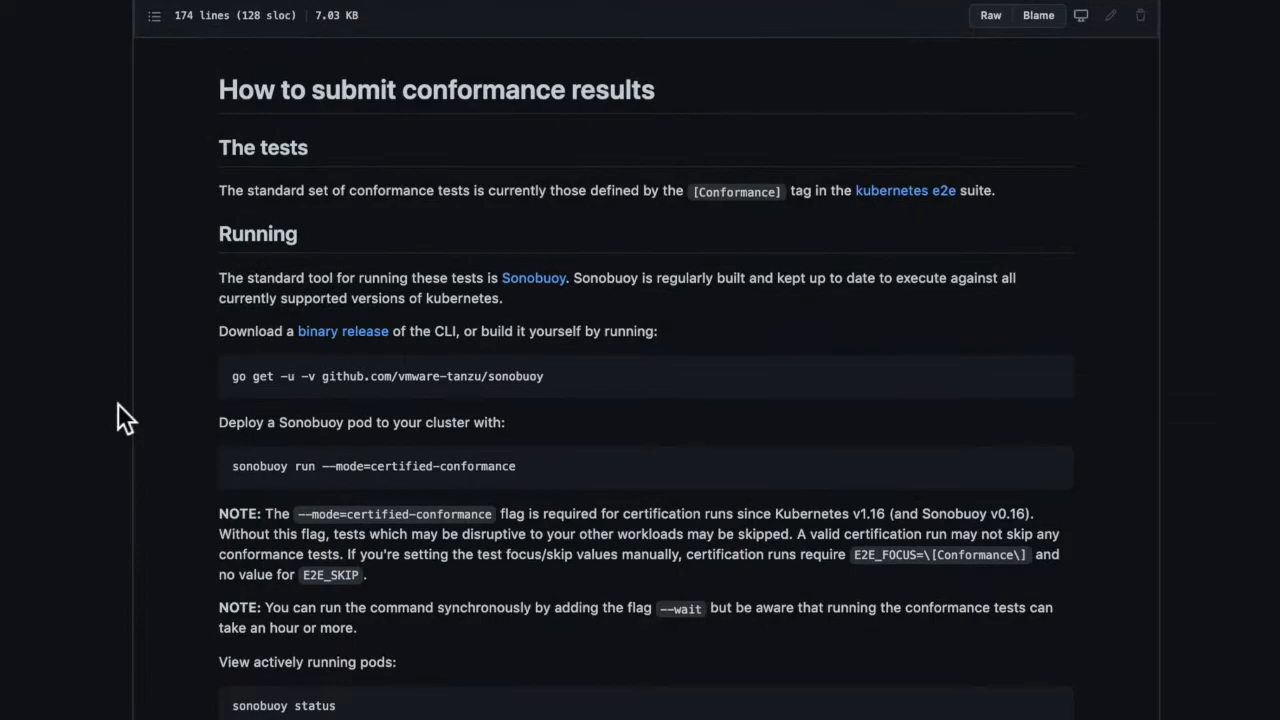 174 lines (128 sloc) 7.03 KB Raw Blame
How to submit conformance results
The tests
The standard set of conformance tests is currently those defined by the [Conformance] tag in the kubernetes e2e suite.
Running
The standard tool for running these tests is Sonobuoy. Sonobuoy is regularly built and kept up to date to execute against all
currently supported versions of kubernetes.
Download a binary release of the CLI, or build it yourself by running:
go get -u -v github.com/vmware-tanzu/sonobuoy
Deploy a Sonobuoy pod to your cluster with:
sonobuoy run --mode=certified-conformance
NOTE: The --mode=certified-conformance flag is required for certification runs since Kubernetes v1.16 (and Sonobuoy v0.16).
Without this flag, tests which may be disruptive to your other workloads may be skipped. A valid certification run may not skip any
conformance tests. If you're setting the test focus/skip values manually, certification runs require E2E_FOCUS=\[Conformance\] and
no value for E2E_SKIP.
NOTE: You can run the command synchronously by adding the flag --wait but be aware that running the conformance tests can
take an hour or more.
View actively running pods:
sonobuoy status